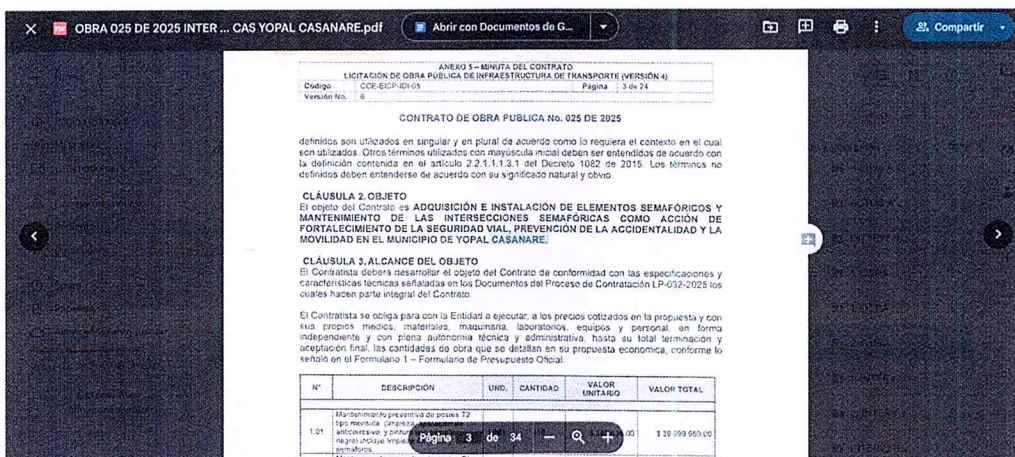 OBRA 025 DE 2025 INTER ... CAS YOPAL CASANARE.pdf
Abrir con Documentos de G...
Compartir
ANEXO 5 – MINUTA DEL CONTRATO
LICITACIÓN DE OBRA PÚBLICA DE INFRAESTRUCTURA DE TRANSPORTE (VERSIÓN 4)
Código CCE-EICP-IDI-05 Página 3 de 24
Versión No. 6
CONTRATO DE OBRA PUBLICA No. 025 DE 2025
definidos son utilizados en singular y en plural de acuerdo como lo requiera el contexto en el cual
son utilizados. Otros términos utilizados con mayúscula inicial deben ser entendidos de acuerdo con
la definición contenida en el artículo 2.2.1.1.1.3.1 del Decreto 1082 de 2015. Los términos no
definidos deben entenderse de acuerdo con su significado natural y obvio.
CLÁUSULA 2. OBJETO
El objeto del Contrato es ADQUISICIÓN E INSTALACIÓN DE ELEMENTOS SEMAFÓRICOS Y
MANTENIMIENTO DE LAS INTERSECCIONES SEMAFÓRICAS COMO ACCIÓN DE
FORTALECIMIENTO DE LA SEGURIDAD VIAL, PREVENCIÓN DE LA ACCIDENTALIDAD Y LA
MOVILIDAD EN EL MUNICIPIO DE YOPAL CASANARE.
CLÁUSULA 3. ALCANCE DEL OBJETO
El Contratista deberá desarrollar el objeto del Contrato de conformidad con las especificaciones y
características técnicas señaladas en los Documentos del Proceso de Contratación LP-032-2025 los
cuales hacen parte integral del Contrato.
El Contratista se obliga para con la Entidad a ejecutar, a los precios cotizados en la propuesta y con
sus propios medios, materiales, maquinaria, laboratorios, equipos y personal, en forma
independiente y con plena autonomía técnica y administrativa, hasta su total terminación y
aceptación final, las cantidades de obra que se detallan en su propuesta económica, conforme lo
señalo en el Formulario 1 – Formulario de Presupuesto Oficial.
N° DESCRIPCIÓN UND. CANTIDAD VALOR UNITARIO VALOR TOTAL
Mantenimiento preventivo de postes T2
tipo mensula (limpieza,
1.01 anticorrosivo, y pintura
negro) incluye limpieza
semaforos
Página 3 de 34